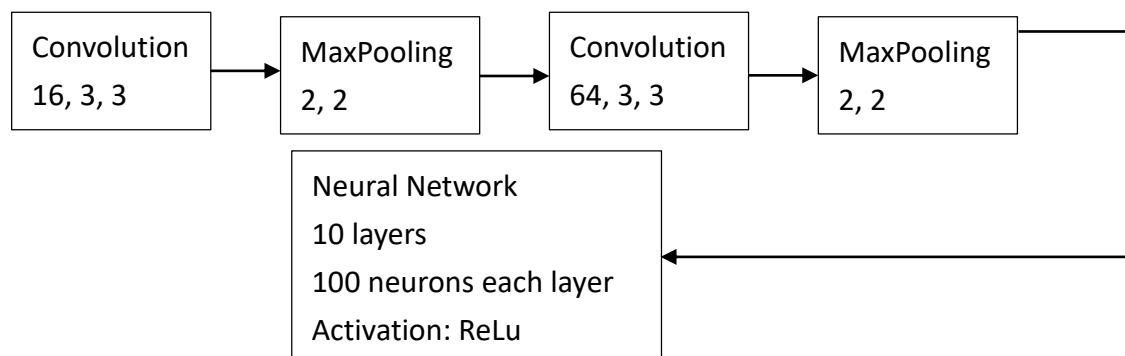 Convolution
16, 3, 3
MaxPooling
2, 2
Convolution
64, 3, 3
MaxPooling
2, 2
Neural Network
10 layers
100 neurons each layer
Activation: ReLu